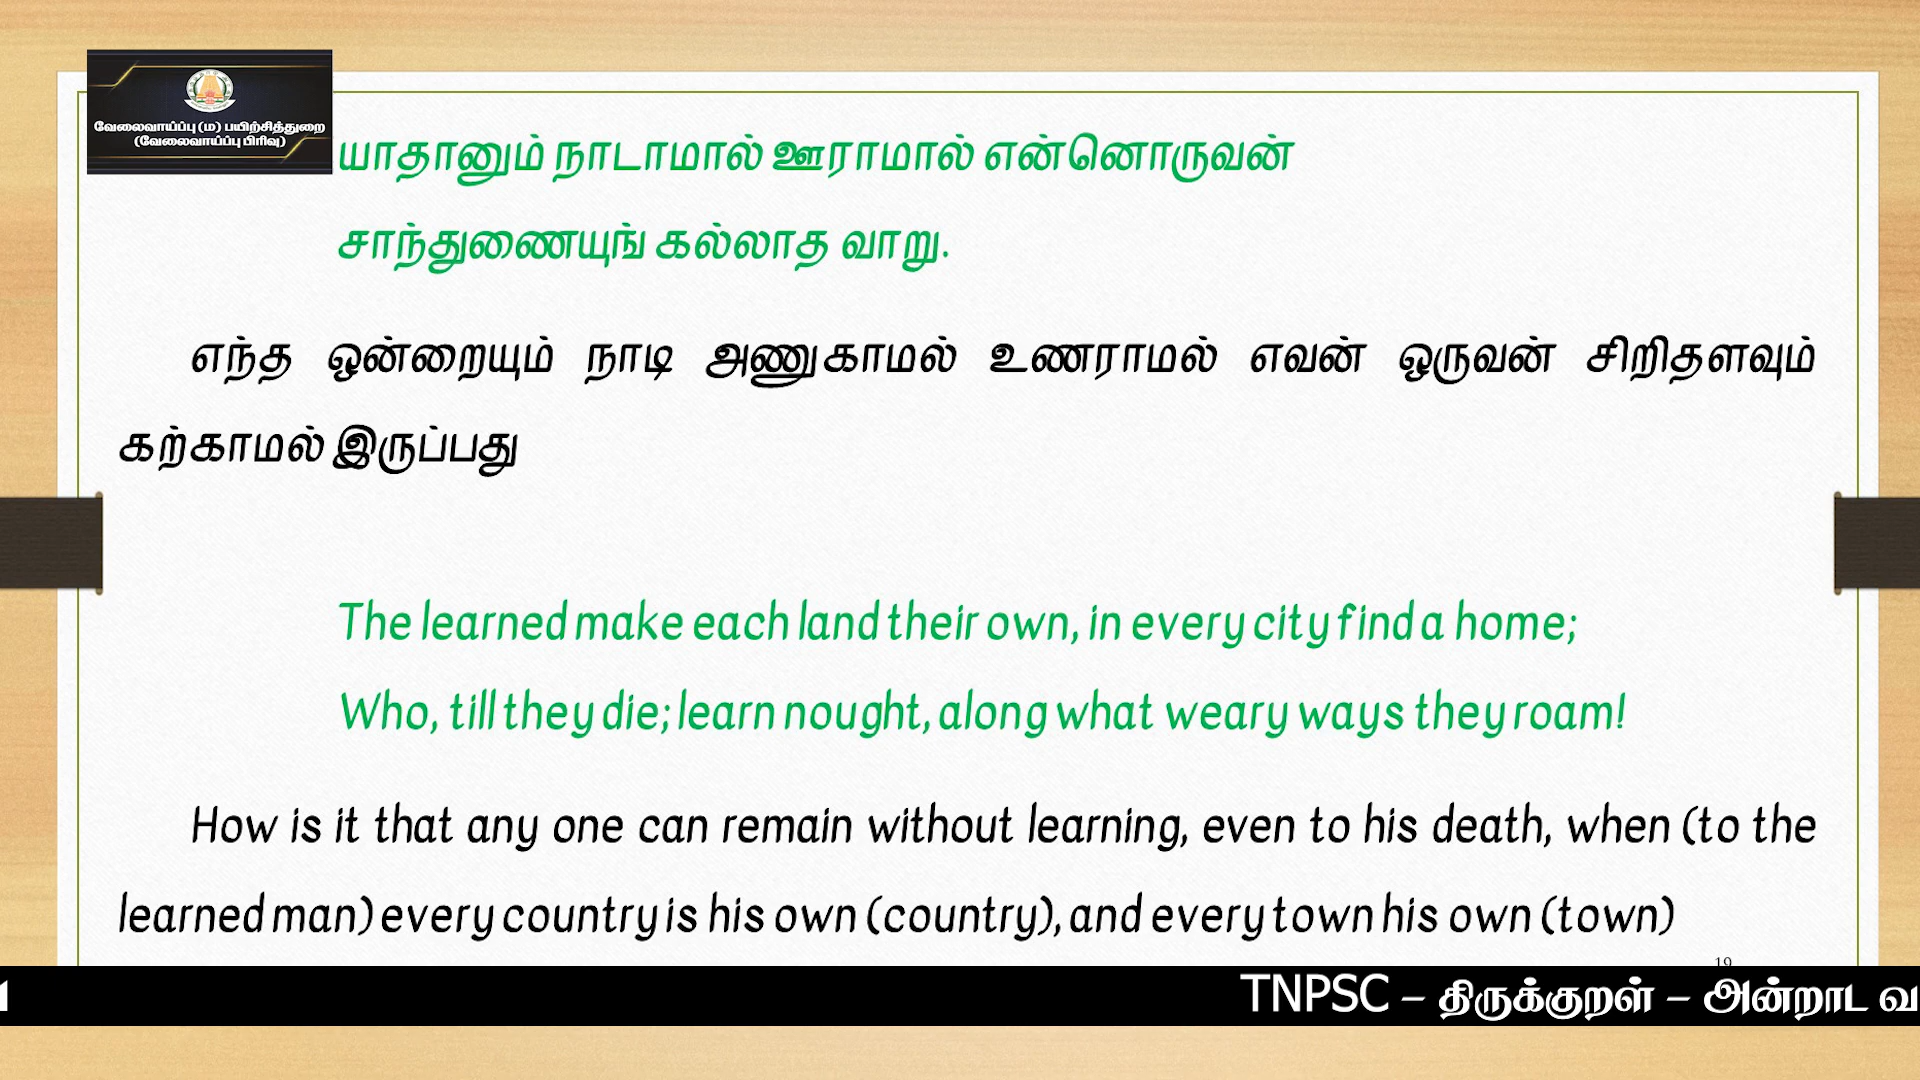 வேலைவாய்ப்பு (ம) பயிற்சித்துறை
(வேலைவாய்ப்பு பிரிவு)
யாதானும் நாடாமால் ஊராமால் என்னொருவன்
சாந்துணையுங் கல்லாத வாறு.
எந்த ஒன்றையும் நாடி அணுகாமல் உணராமல் எவன் ஒருவன் சிறிதளவும்
கற்காமல் இருப்பது
The learned make each land their own, in every city find a home;
Who, till they die; learn nought, along what weary ways they roam!
How is it that any one can remain without learning, even to his death, when (to the
learned man) every country is his own (country), and every town his own (town)
19
TNPSC – திருக்குறள் – அன்றாட வ